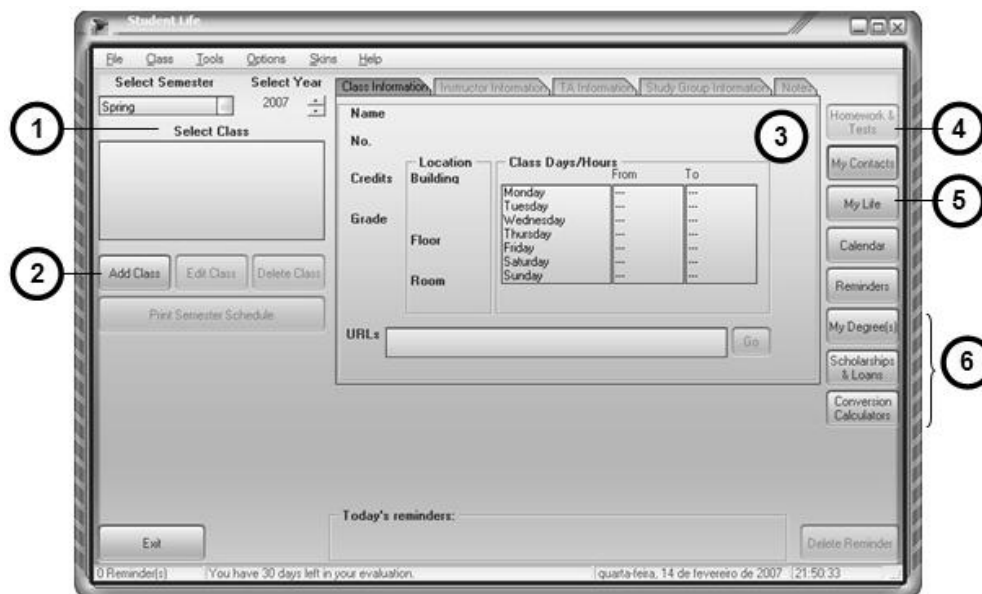 Student Life
File Class Tools Options Skins Help
Select Semester Select Year
Spring 2007
Select Class
Class Information Instructor Information TA Information Study Group Information Notes
Name
No.
Credits
Grade
Location
Building
Floor
Room
Class Days/Hours
From To
Monday --- ---
Tuesday --- ---
Wednesday --- ---
Thursday --- ---
Friday --- ---
Saturday --- ---
Sunday --- ---
URLs Go
Add Class Edit Class Delete Class
Print Semester Schedule
Homework & Tests
My Contacts
My Life
Calendar
Reminders
My Degree(s)
Scholarships & Loans
Conversion Calculators
1
2
3
4
5
6
Today's reminders:
Exit Delete Reminder
0 Reminder(s) You have 30 days left in your evaluation. quarta-feira, 14 de fevereiro de 2007 21:50:33